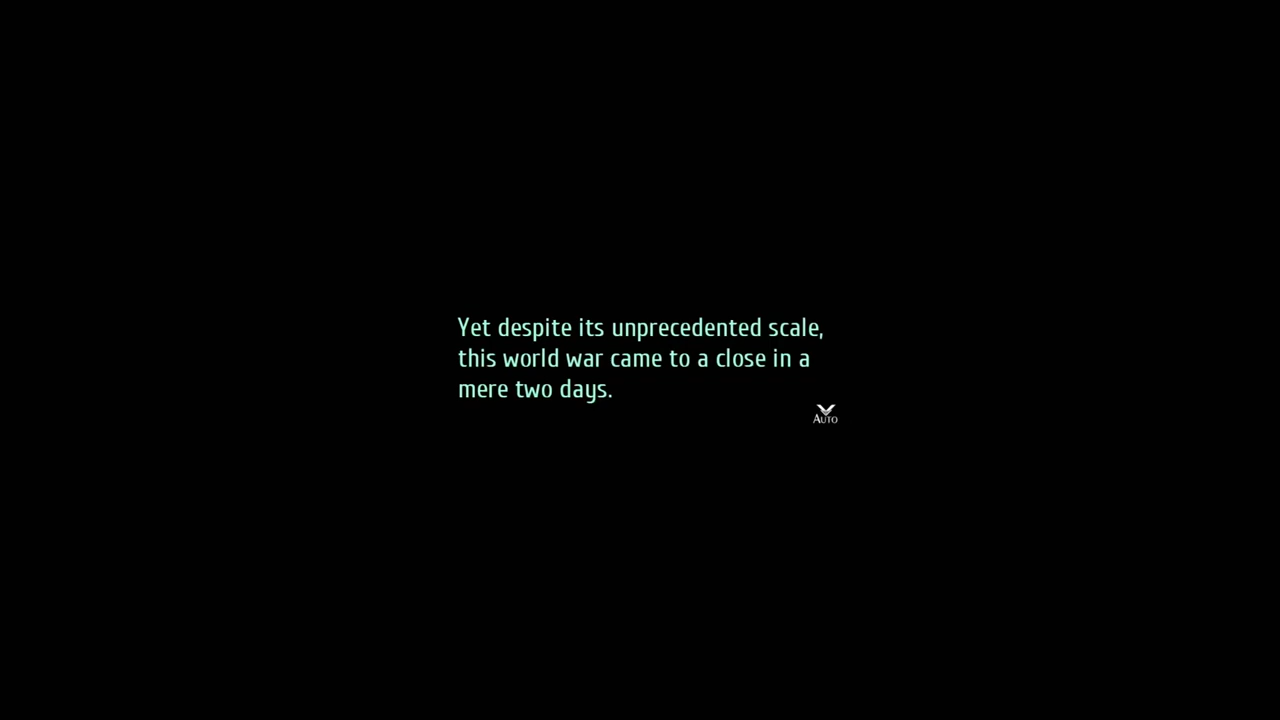 Yet despite its unprecedented scale,
this world war came to a close in a
mere two days.
AUTO